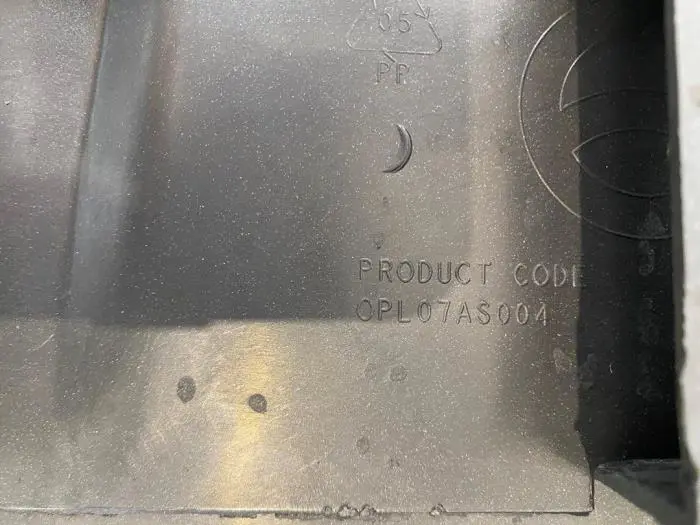 05
PP
PRODUCT CODE
OPL07AS004